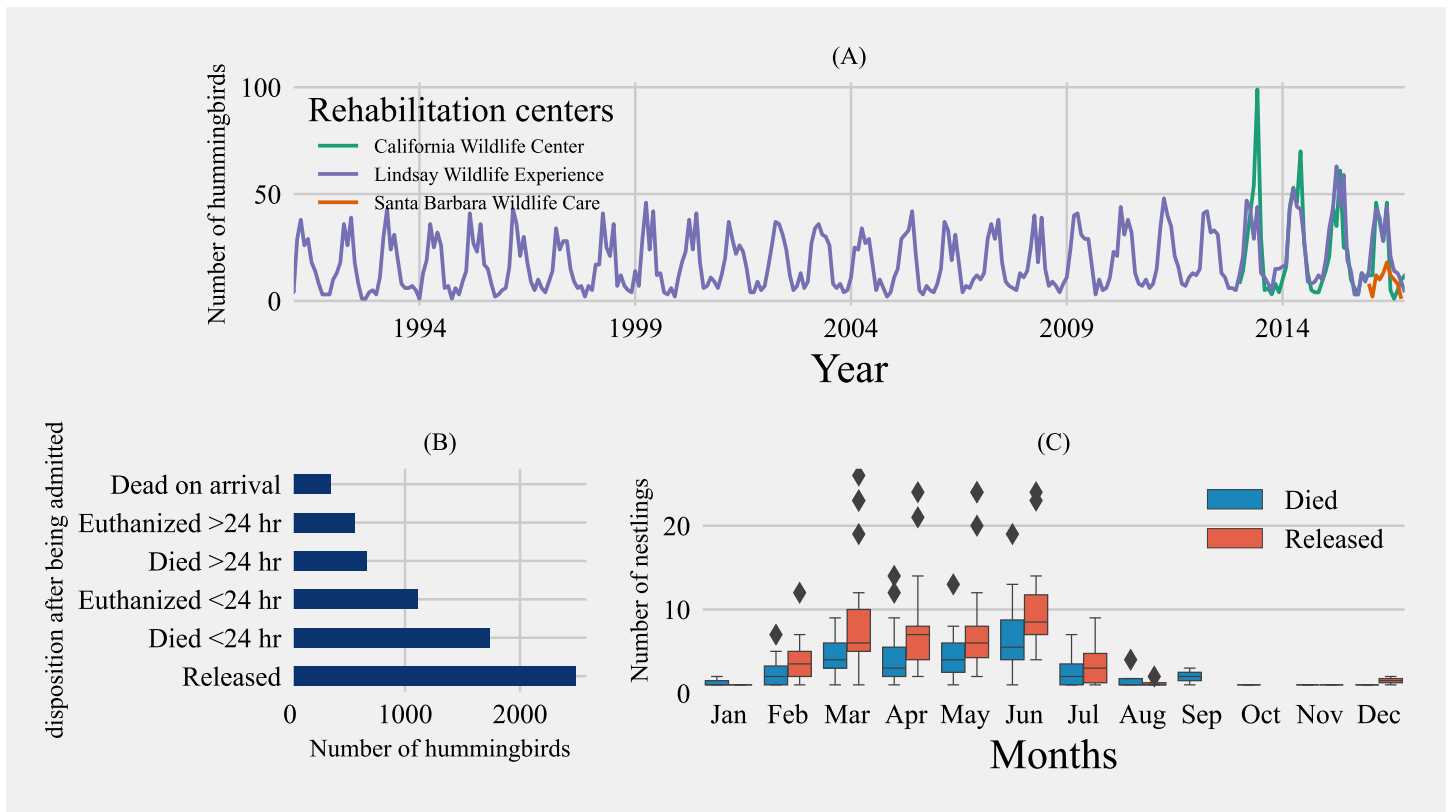 (A)
Number of hummingbirds
100
50
0
Rehabilitation centers
California Wildlife Center
Lindsay Wildlife Experience
Santa Barbara Wildlife Care
1994 1999 2004 2009 2014
Year
(B)
disposition after being admitted
Dead on arrival
Euthanized >24 hr
Died >24 hr
Euthanized <24 hr
Died <24 hr
Released
0 1000 2000
Number of hummingbirds
(C)
Number of nestlings
20
10
0
Died
Released
Jan Feb Mar Apr May Jun Jul Aug Sep Oct Nov Dec
Months